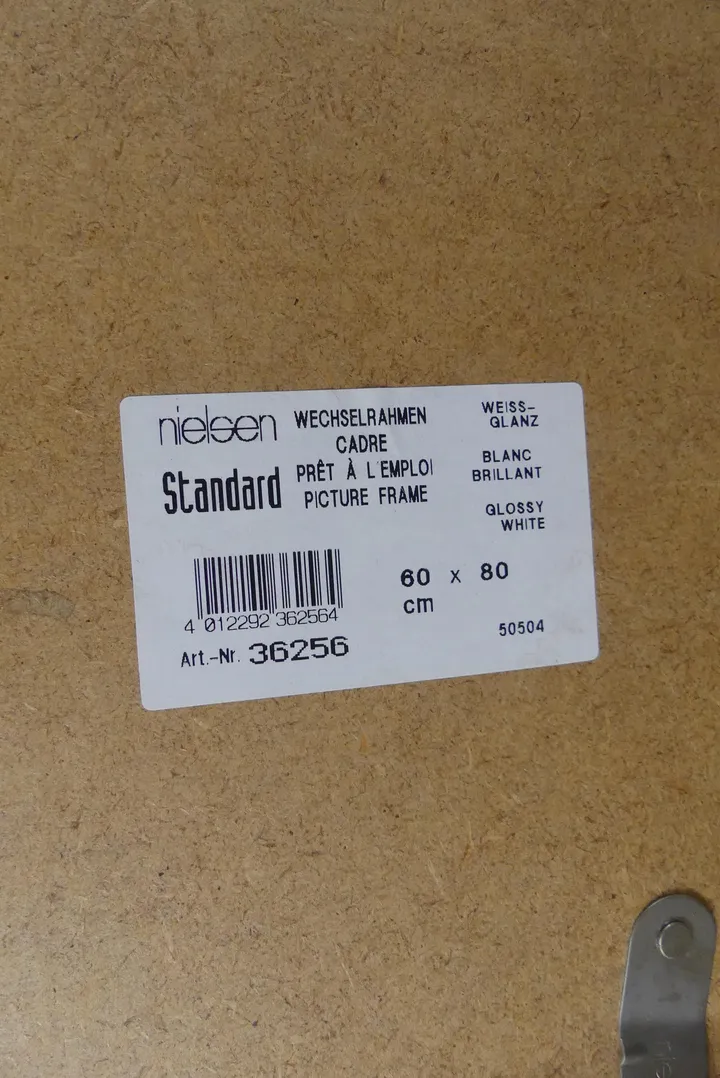 nielsen
Standard
WECHSELRAHMEN
CADRE
PRÊT À L'EMPLOI
PICTURE FRAME
WEISS-
GLANZ
BLANC
BRILLANT
GLOSSY
WHITE
4 012292 362564
Art.-Nr. 36256
60 x 80
cm
50504